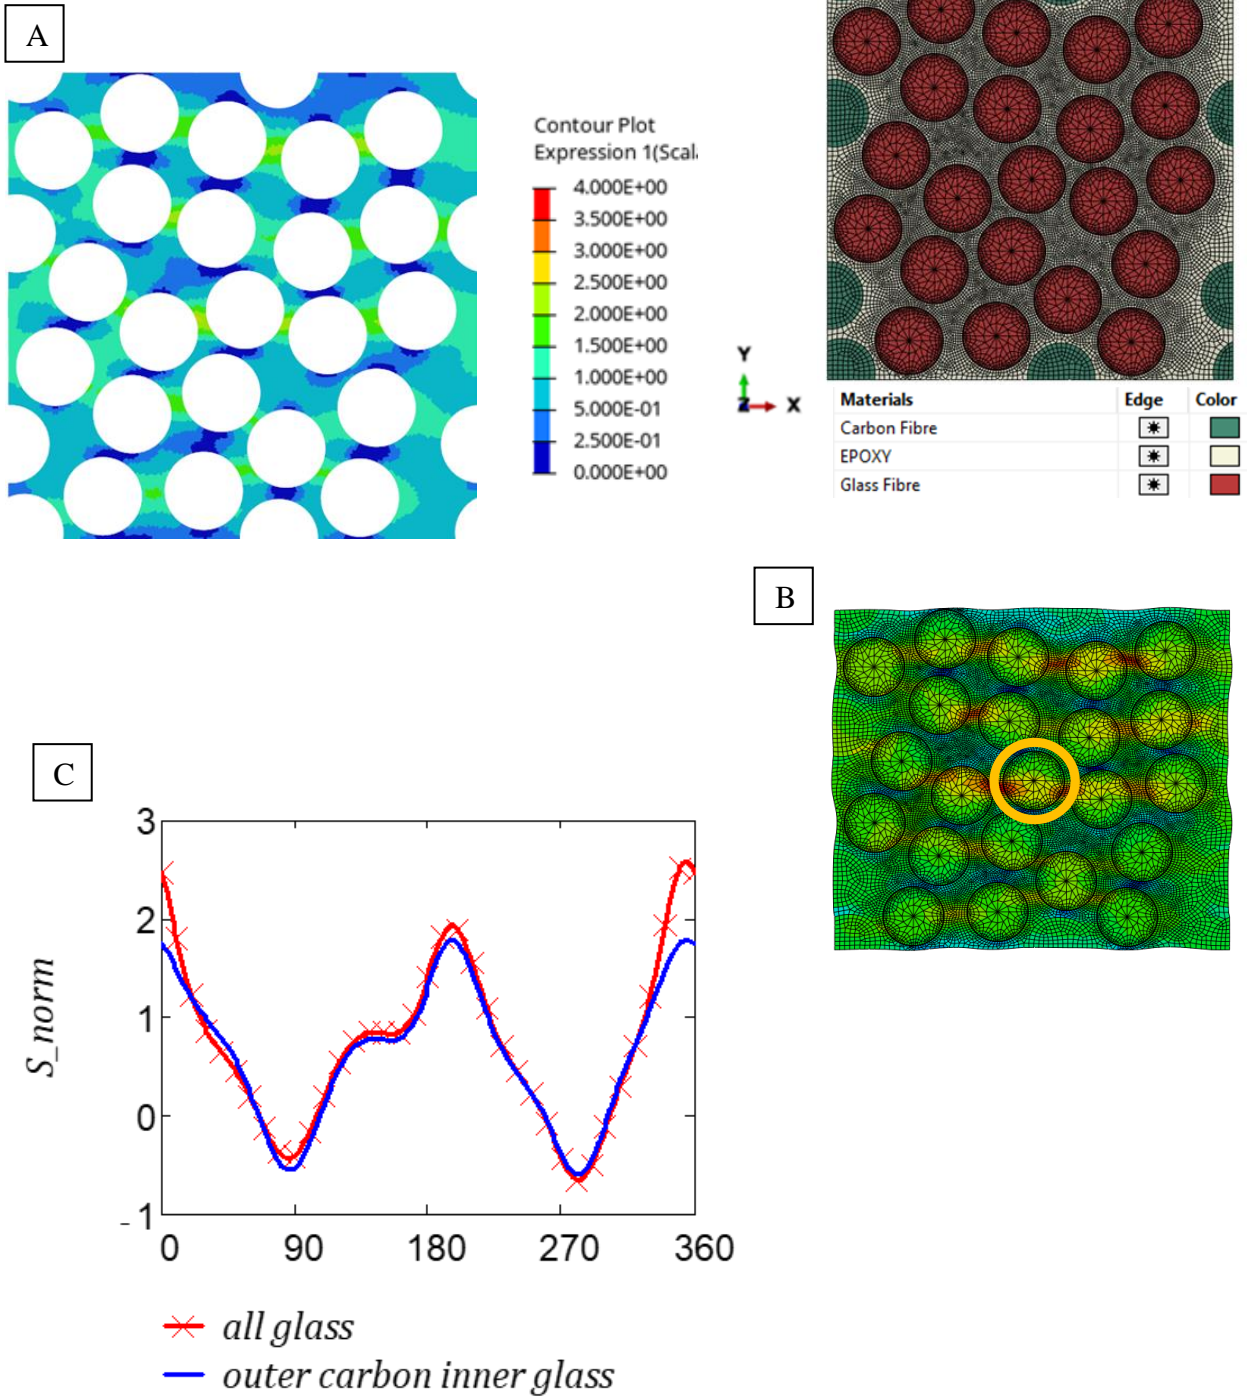 A
Contour Plot
Expression 1(Scal
4.000E+00
3.500E+00
3.000E+00
2.500E+00
2.000E+00
1.500E+00
1.000E+00
5.000E-01
2.500E-01
0.000E+00
Y
Z X
Materials Edge Color
Carbon Fibre
EPOXY
Glass Fibre
B
C
3
2
1
0
-1
S_norm
0 90 180 270 360
all glass
outer carbon inner glass